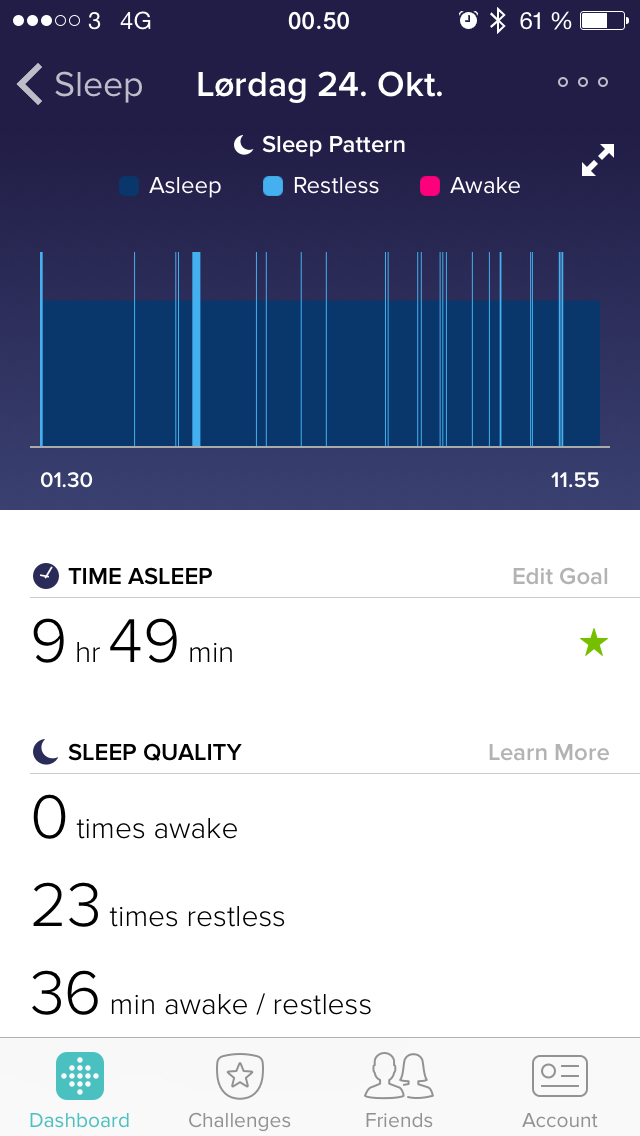 3 4G 00.50 61 %
Sleep Lørdag 24. Okt.
Sleep Pattern
Asleep Restless Awake
01.30 11.55
TIME ASLEEP Edit Goal
9 hr 49 min
SLEEP QUALITY Learn More
0 times awake
23 times restless
36 min awake / restless
Dashboard Challenges Friends Account